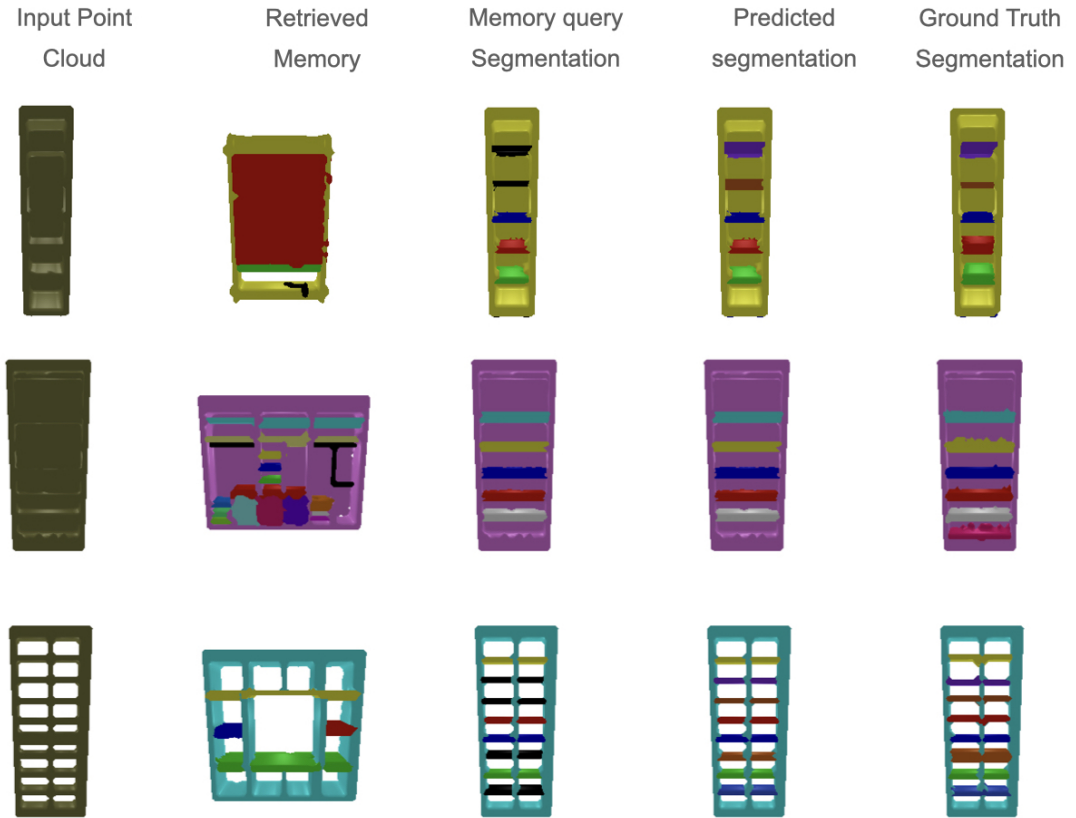 Input Point
Cloud
Retrieved
Memory
Memory query
Segmentation
Predicted
segmentation
Ground Truth
Segmentation